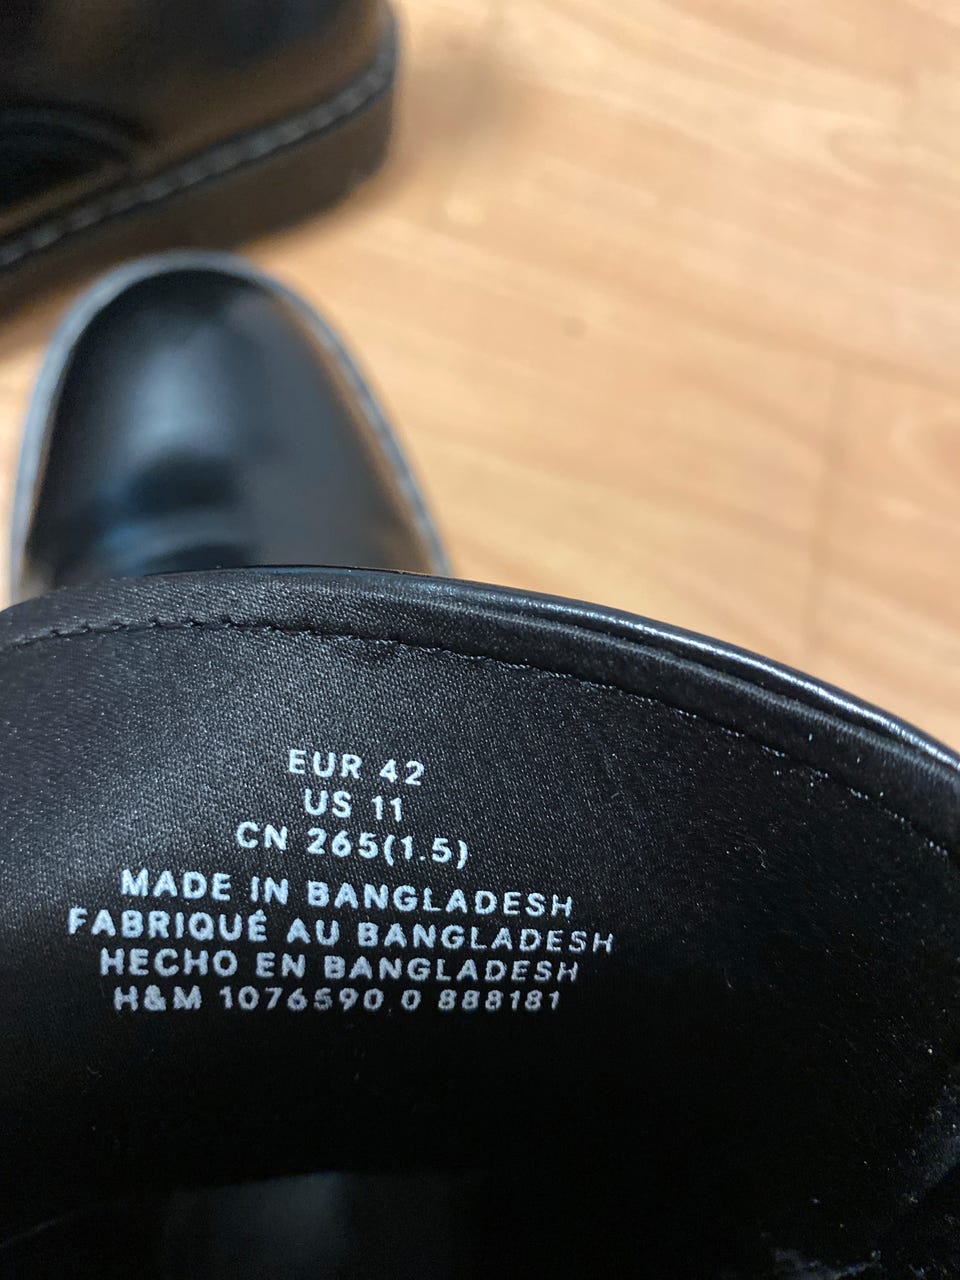 EUR 42
US 11
CN 265(1.5)
MADE IN BANGLADESH
FABRIQUÉ AU BANGLADESH
HECHO EN BANGLADESH
H&M 1076590 0 888181